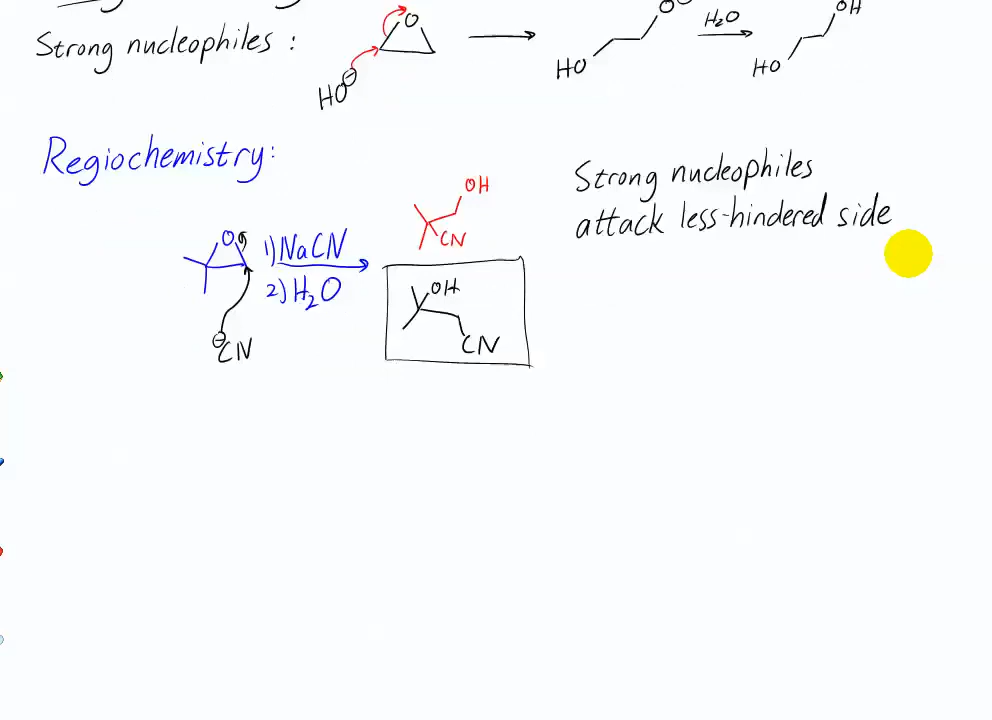 Strong nucleophiles :
O
HO⊖
HO
O
H₂O
HO
OH
Regiochemistry:
Strong nucleophiles
attack less-hindered side
OH
CN
O
1) NaCN
2) H₂O
⊖CN
OH
CN